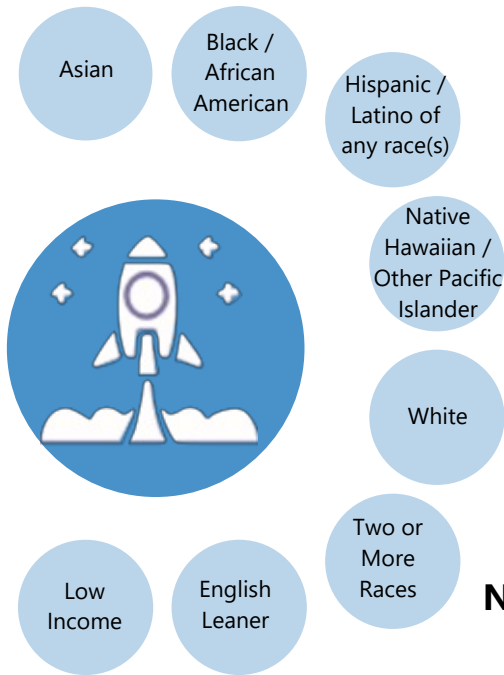 Asian
Black /
African
American
Hispanic /
Latino of
any race(s)
Native
Hawaiian /
Other Pacific
Islander
White
Two or
More
Races
N
English
Leaner
Low
Income